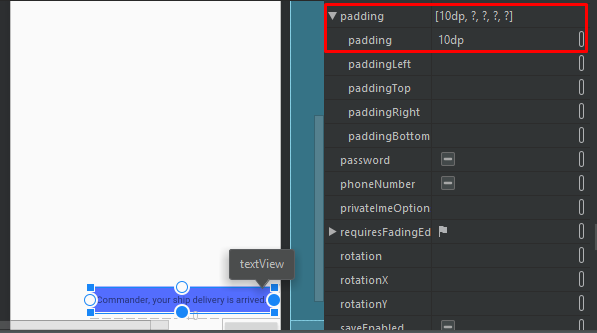 padding [10dp, ?, ?, ?, ?]
padding 10dp
paddingLeft
paddingTop
paddingRight
paddingBottom
password
phoneNumber
privateImeOption
requiresFadingEd
rotation
rotationX
rotationY
saveEnabled
textView
Commander, your ship delivery is arrived